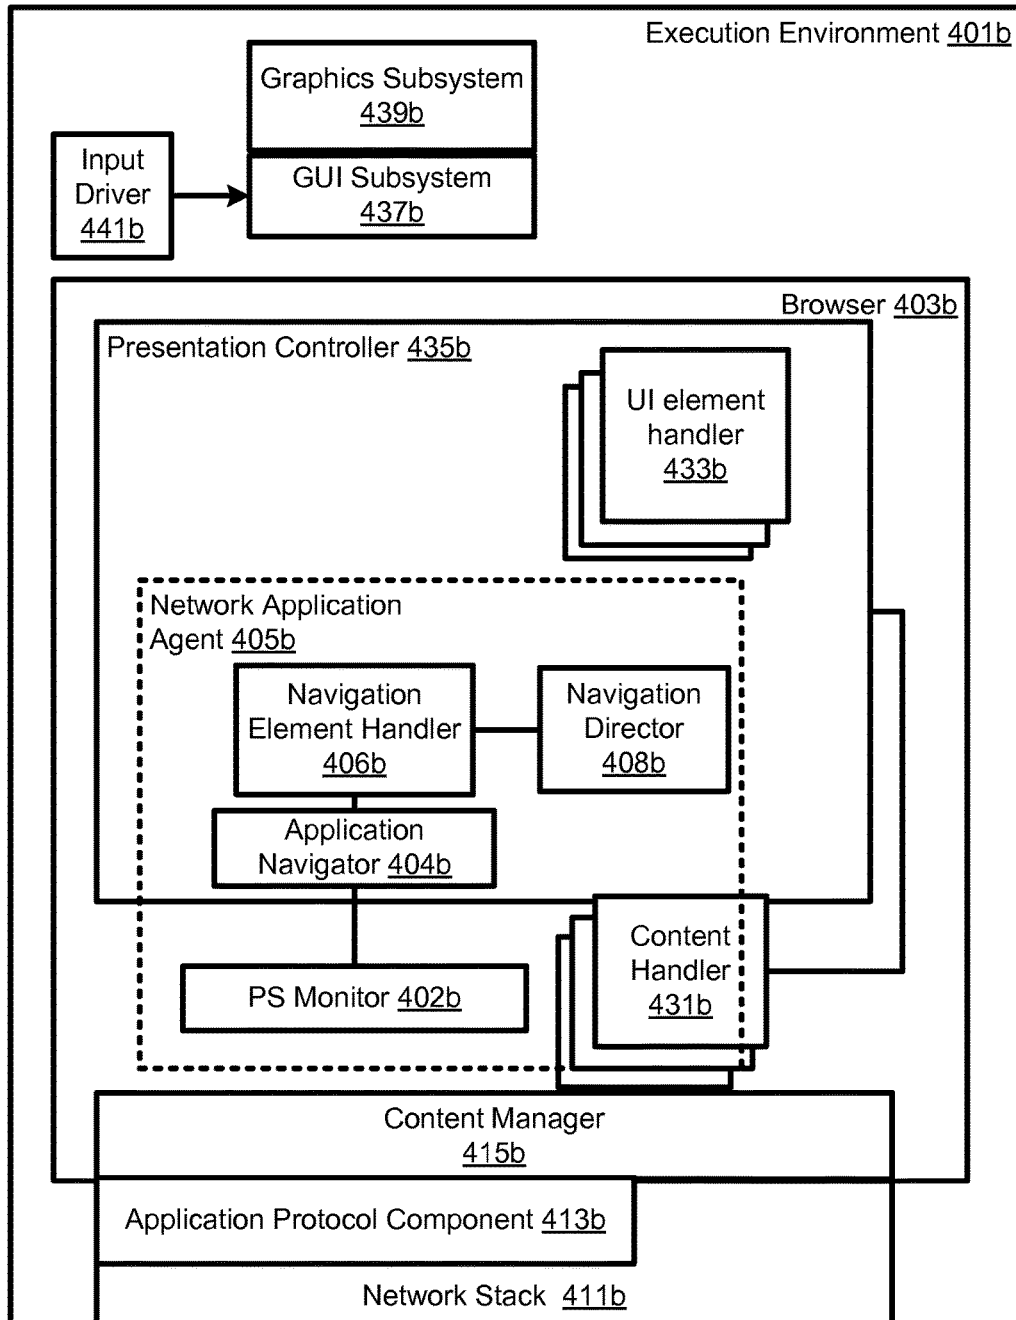 Execution Environment 401b
Graphics Subsystem
439b
Input
Driver
441b
GUI Subsystem
437b
Browser 403b
Presentation Controller 435b
UI element
handler
433b
Network Application
Agent 405b
Navigation
Element Handler
406b
Navigation
Director
408b
Application
Navigator 404b
Content
Handler
431b
PS Monitor 402b
Content Manager
415b
Application Protocol Component 413b
Network Stack 411b